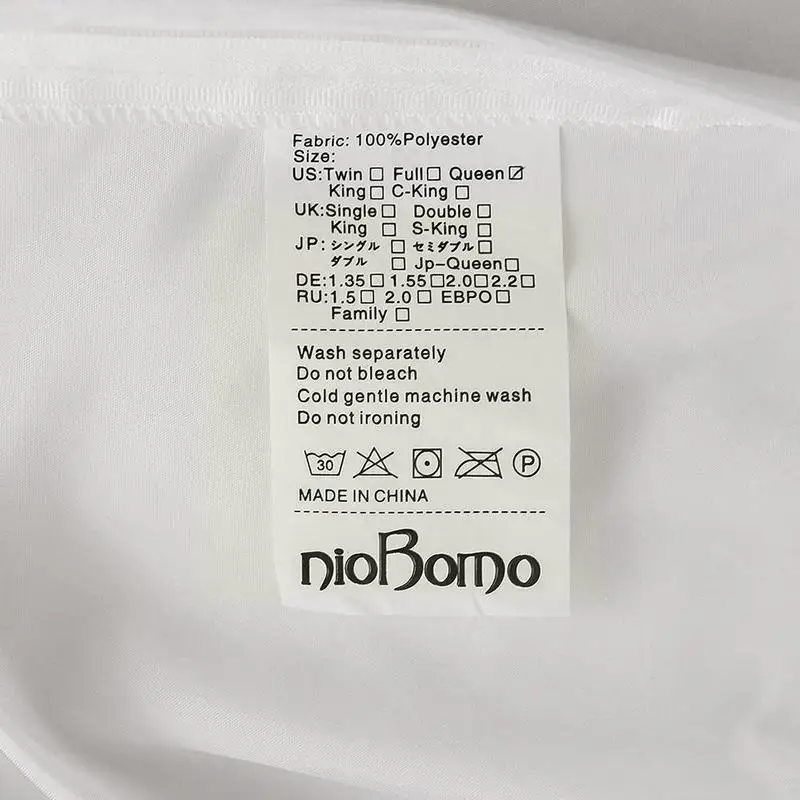 Fabric: 100%Polyester
Size:
US:Twin ☐ Full☐ Queen☑
King☐ C-King ☐
UK:Single☐ Double ☐
King ☐ S-King ☐
JP: シングル ☐ セミダブル☐
ダブル ☐ Jp-Queen☐
DE:1.35☐ 1.55☐2.0☐2.2☐
RU:1.5☐ 2.0☐ EBPO☐
Family ☐
Wash separately
Do not bleach
Cold gentle machine wash
Do not ironing
30 P
MADE IN CHINA
nioBomo